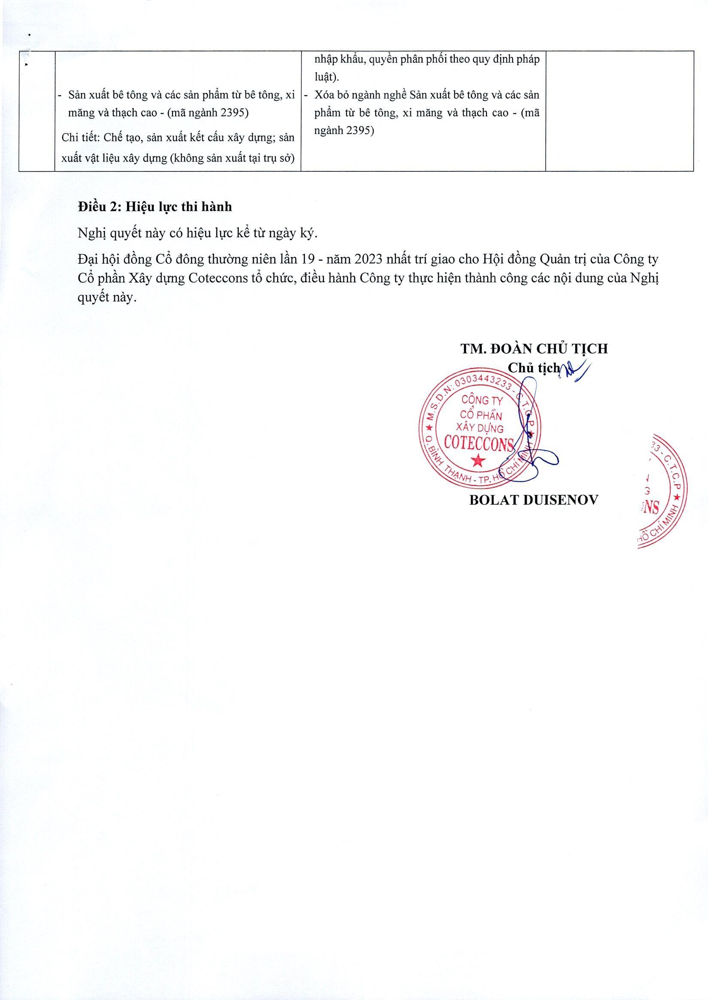 nhập khẩu, quyền phân phối theo quy định pháp
luật).
- Sản xuất bê tông và các sản phẩm từ bê tông, xi
măng và thạch cao - (mã ngành 2395)
Chi tiết: Chế tạo, sản xuất kết cấu xây dựng; sản
xuất vật liệu xây dựng (không sản xuất tại trụ sở)
- Xóa bỏ ngành nghề Sản xuất bê tông và các sản
phẩm từ bê tông, xi măng và thạch cao - (mã
ngành 2395)
Điều 2: Hiệu lực thi hành
Nghị quyết này có hiệu lực kể từ ngày ký.
Đại hội đồng Cổ đông thường niên lần 19 - năm 2023 nhất trí giao cho Hội đồng Quản trị của Công ty
Cổ phần Xây dựng Coteccons tổ chức, điều hành Công ty thực hiện thành công các nội dung của Nghị
quyết này.
TM. ĐOÀN CHỦ TỊCH
Chủ tịch
M.S.D.N: 0303443233 - C.T.C.P
CÔNG TY
CỔ PHẦN
XÂY DỰNG
COTECCONS
Q. BÌNH THẠNH - TP. HỒ CHÍ MINH
BOLAT DUISENOV
33 - C.T.C.P
NS
HỒ CHÍ MINH